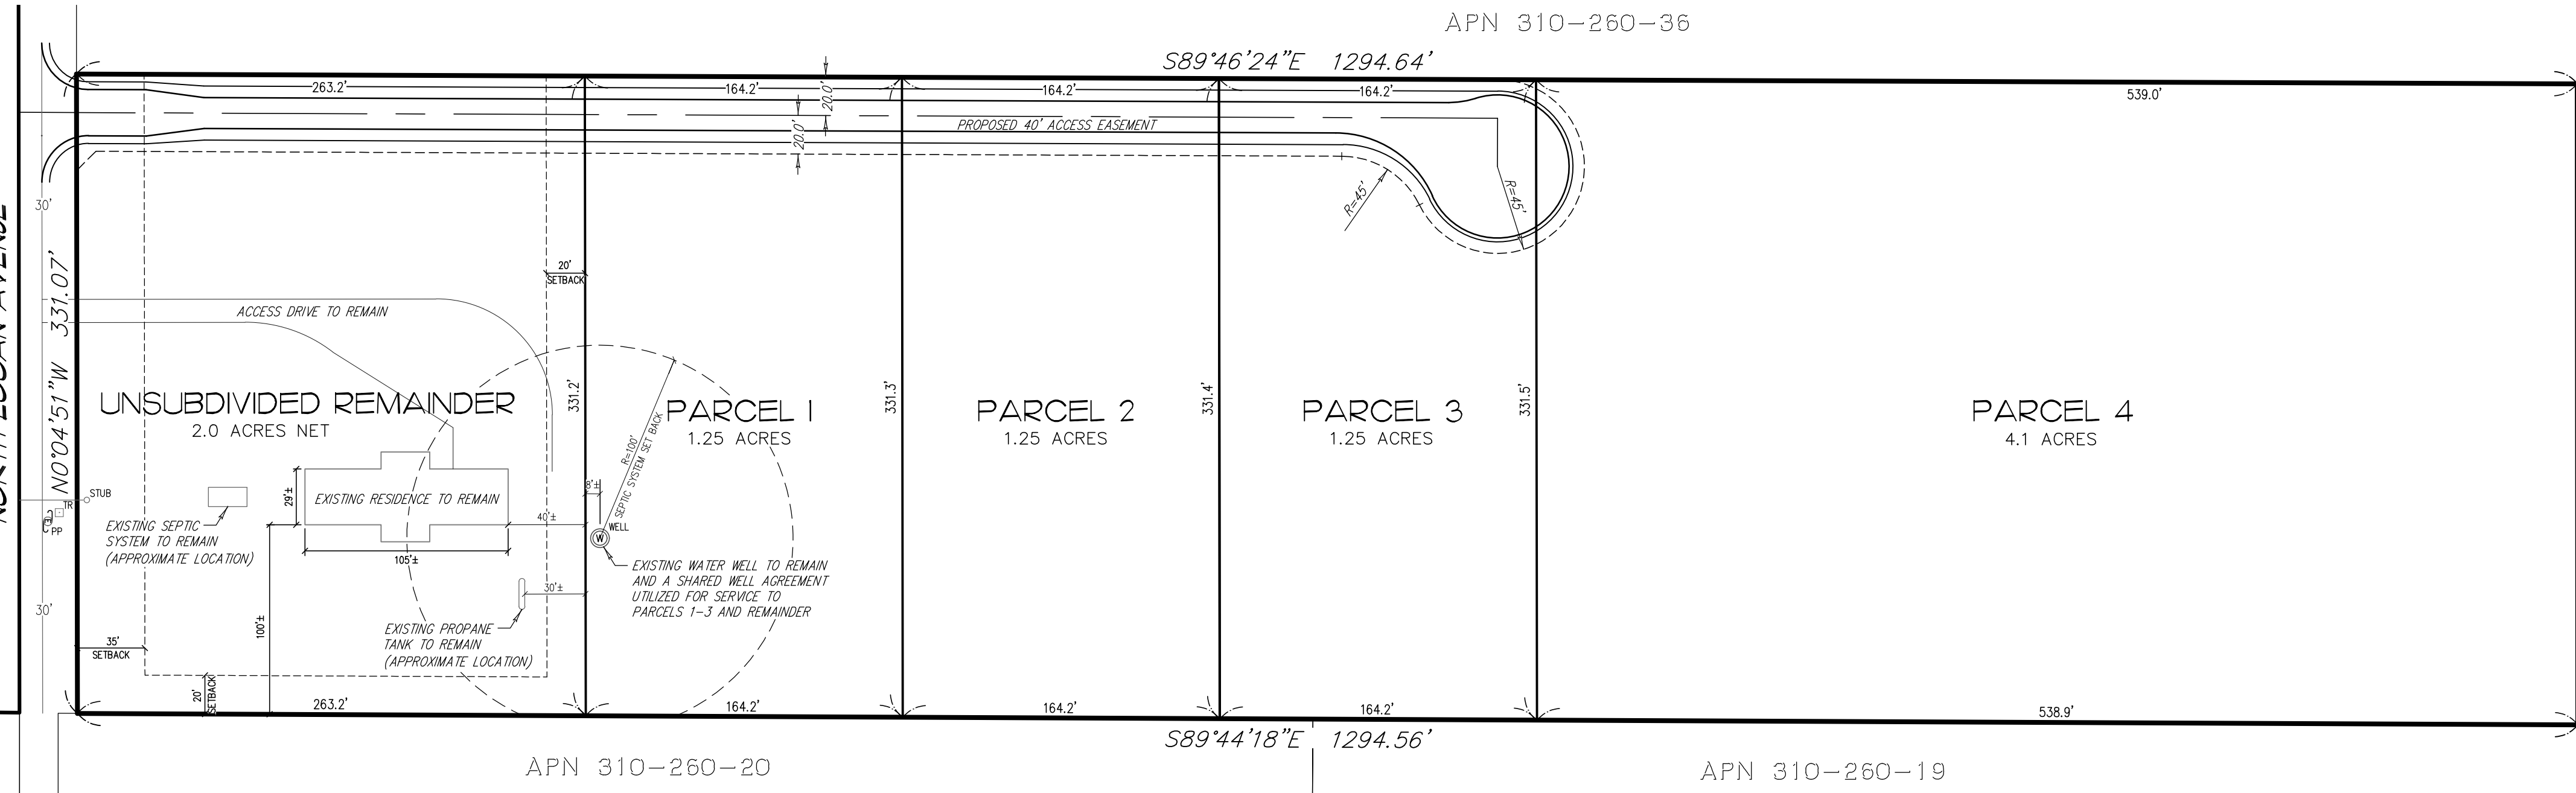 APN 310-260-36
S89°46'24"E 1294.64'
263.2'
164.2'
20.0'
164.2'
164.2'
539.0'
20.0'
PROPOSED 40' ACCESS EASEMENT
R=45'
R=45'
30'
N0°04'51"W 331.07'
20'
SETBACK
ACCESS DRIVE TO REMAIN
UNSUBDIVIDED REMAINDER
2.0 ACRES NET
331.2'
PARCEL 1
1.25 ACRES
331.3'
PARCEL 2
1.25 ACRES
331.4'
PARCEL 3
1.25 ACRES
331.5'
PARCEL 4
4.1 ACRES
R=100'
SEPTIC SYSTEM SET BACK
8'±
STUB
TR
PP
29'±
EXISTING RESIDENCE TO REMAIN
105'±
40'±
WELL
W
EXISTING SEPTIC
SYSTEM TO REMAIN
(APPROXIMATE LOCATION)
EXISTING WATER WELL TO REMAIN
AND A SHARED WELL AGREEMENT
UTILIZED FOR SERVICE TO
PARCELS 1-3 AND REMAINDER
30'±
30'
100'±
EXISTING PROPANE
TANK TO REMAIN
(APPROXIMATE LOCATION)
35'
SETBACK
20'
SETBACK
263.2'
164.2'
164.2'
164.2'
538.9'
S89°44'18"E 1294.56'
APN 310-260-20
APN 310-260-19